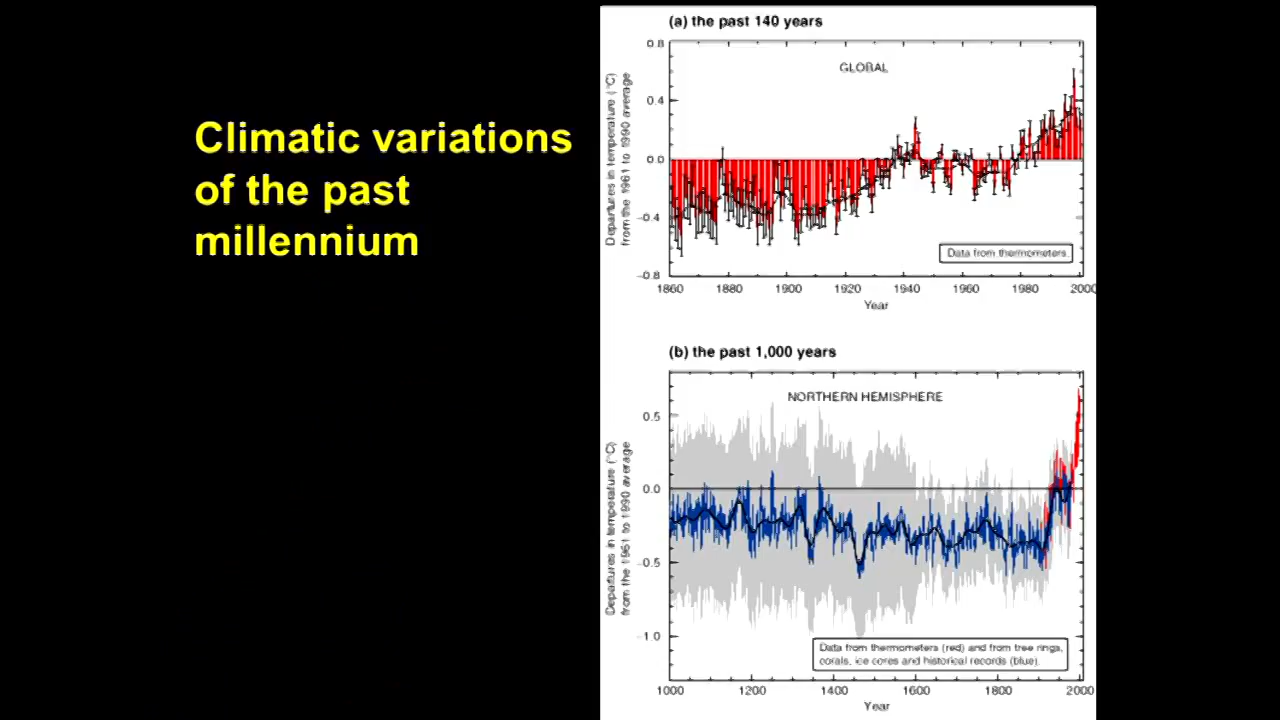 Climatic variations
of the past
millennium
(a) the past 140 years
GLOBAL
Departures in temperature (°C)
from the 1961 to 1990 average
0.8
0.4
0.0
-0.4
-0.8
Data from thermometers.
1860 1880 1900 1920 1940 1960 1980 2000
Year
(b) the past 1,000 years
NORTHERN HEMISPHERE
Departures in temperature (°C)
from the 1961 to 1990 average
0.5
0.0
-0.5
-1.0
Data from thermometers (red) and from tree rings,
corals, ice cores and historical records (blue).
1000 1200 1400 1600 1800 2000
Year